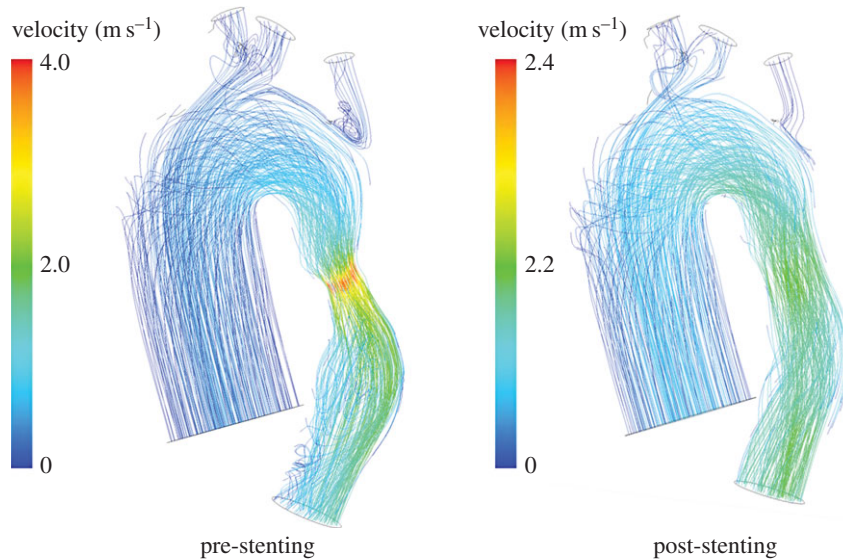 velocity (m s⁻¹)
4.0
2.0
0
pre-stenting
velocity (m s⁻¹)
2.4
2.2
0
post-stenting